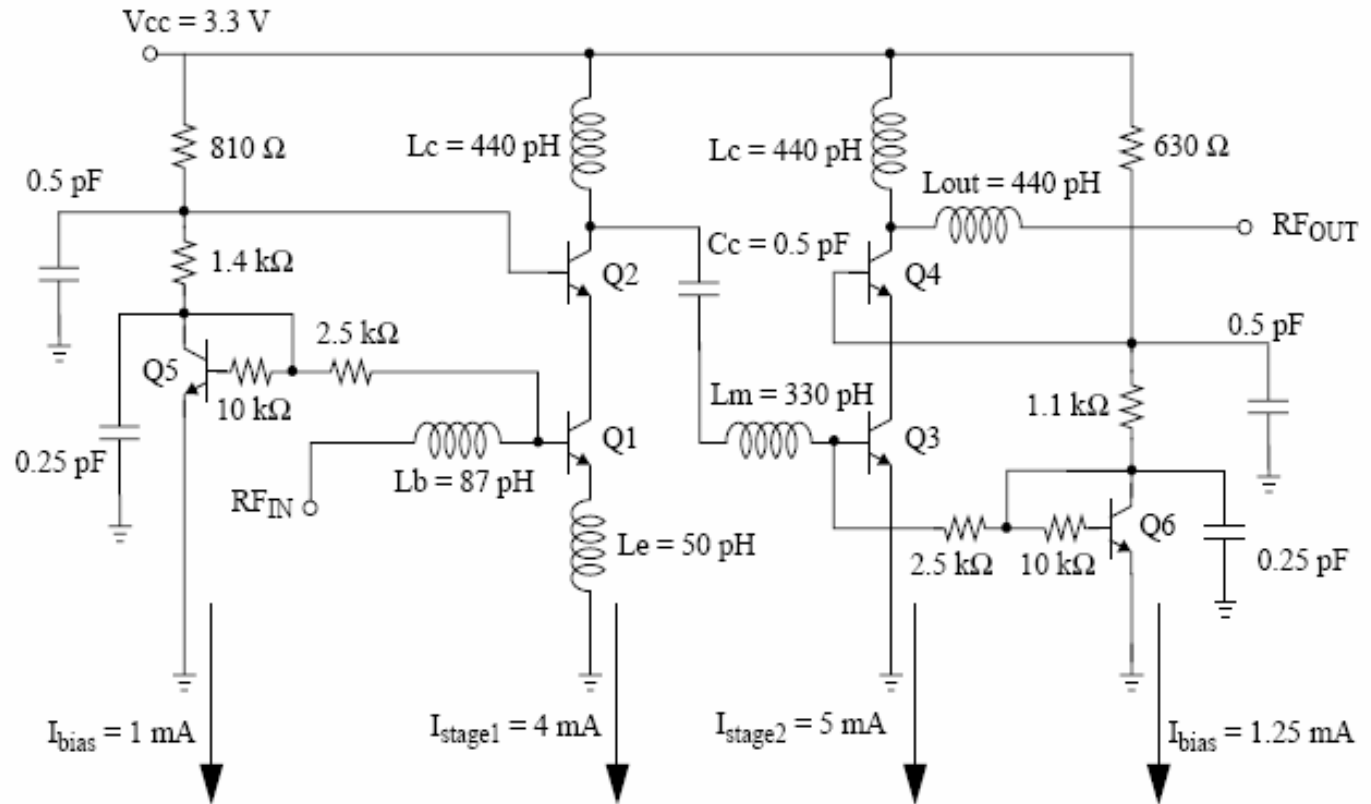 Vcc = 3.3 V
810 Ω
Lc = 440 pH
Lc = 440 pH
630 Ω
0.5 pF
Lout = 440 pH
RFOUT
Cc = 0.5 pF
1.4 kΩ
Q2
Q4
0.5 pF
2.5 kΩ
Q5
10 kΩ
Lm = 330 pH
1.1 kΩ
Q1
Q3
0.25 pF
Lb = 87 pH
RFIN
Q6
Le = 50 pH
2.5 kΩ
10 kΩ
0.25 pF
Ibias = 1 mA
Istage1 = 4 mA
Istage2 = 5 mA
Ibias = 1.25 mA